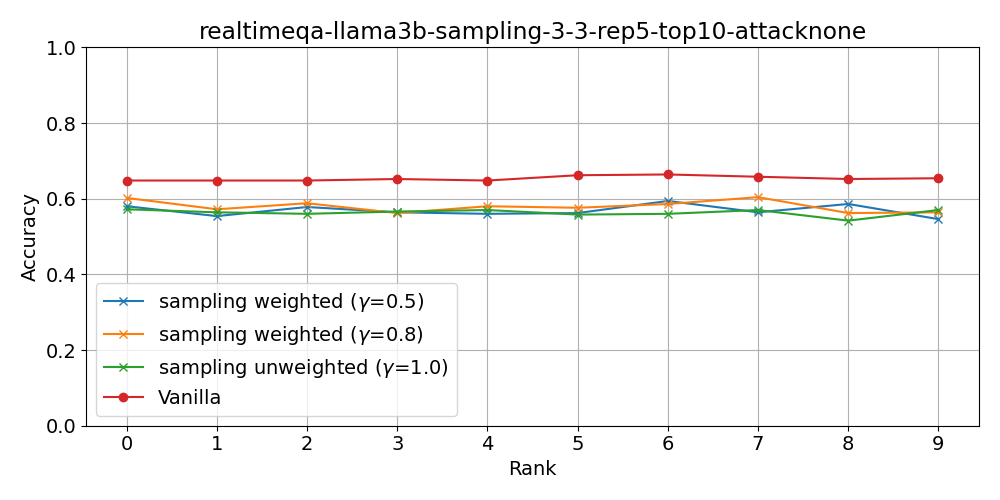 realtimeqa-llama3b-sampling-3-3-rep5-top10-attacknone
1.0
0.8
0.6
0.4
0.2
0.0
Accuracy
sampling weighted (γ=0.5)
sampling weighted (γ=0.8)
sampling unweighted (γ=1.0)
Vanilla
0 1 2 3 4 5 6 7 8 9
Rank